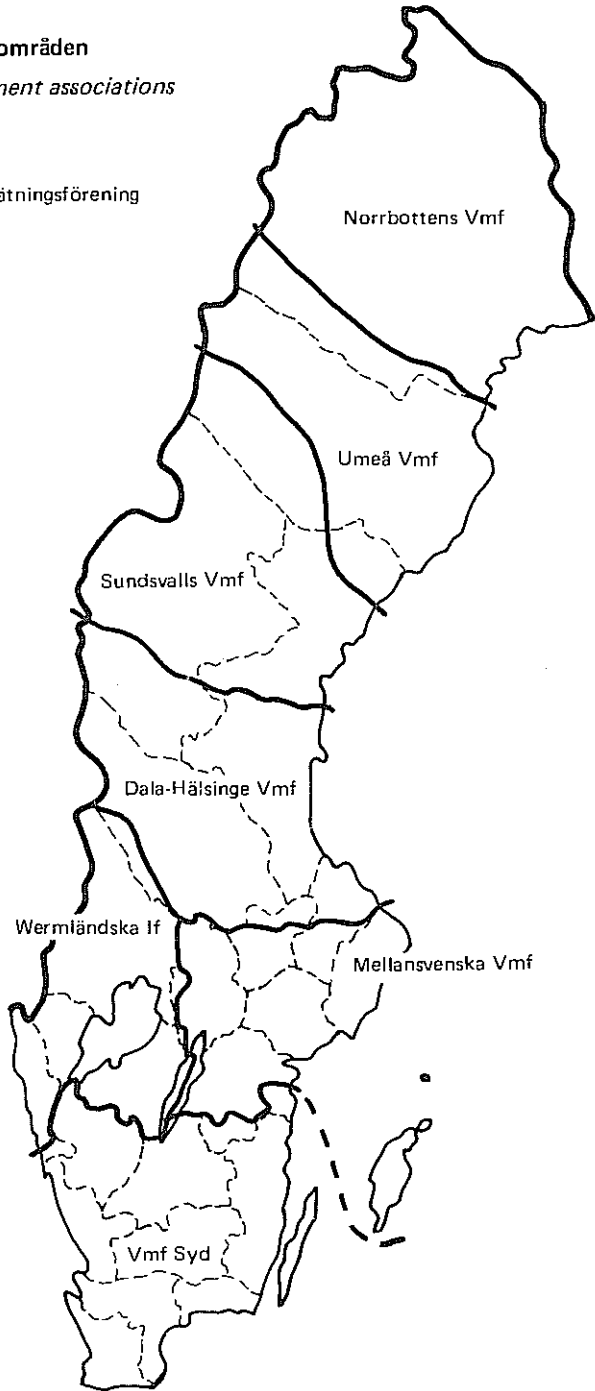 områden
ment associations
ätningsförening
Norrbottens Vmf
Umeå Vmf
Sundsvalls Vmf
Dala-Hälsinge Vmf
Wermländska If
Mellansvenska Vmf
Vmf Syd